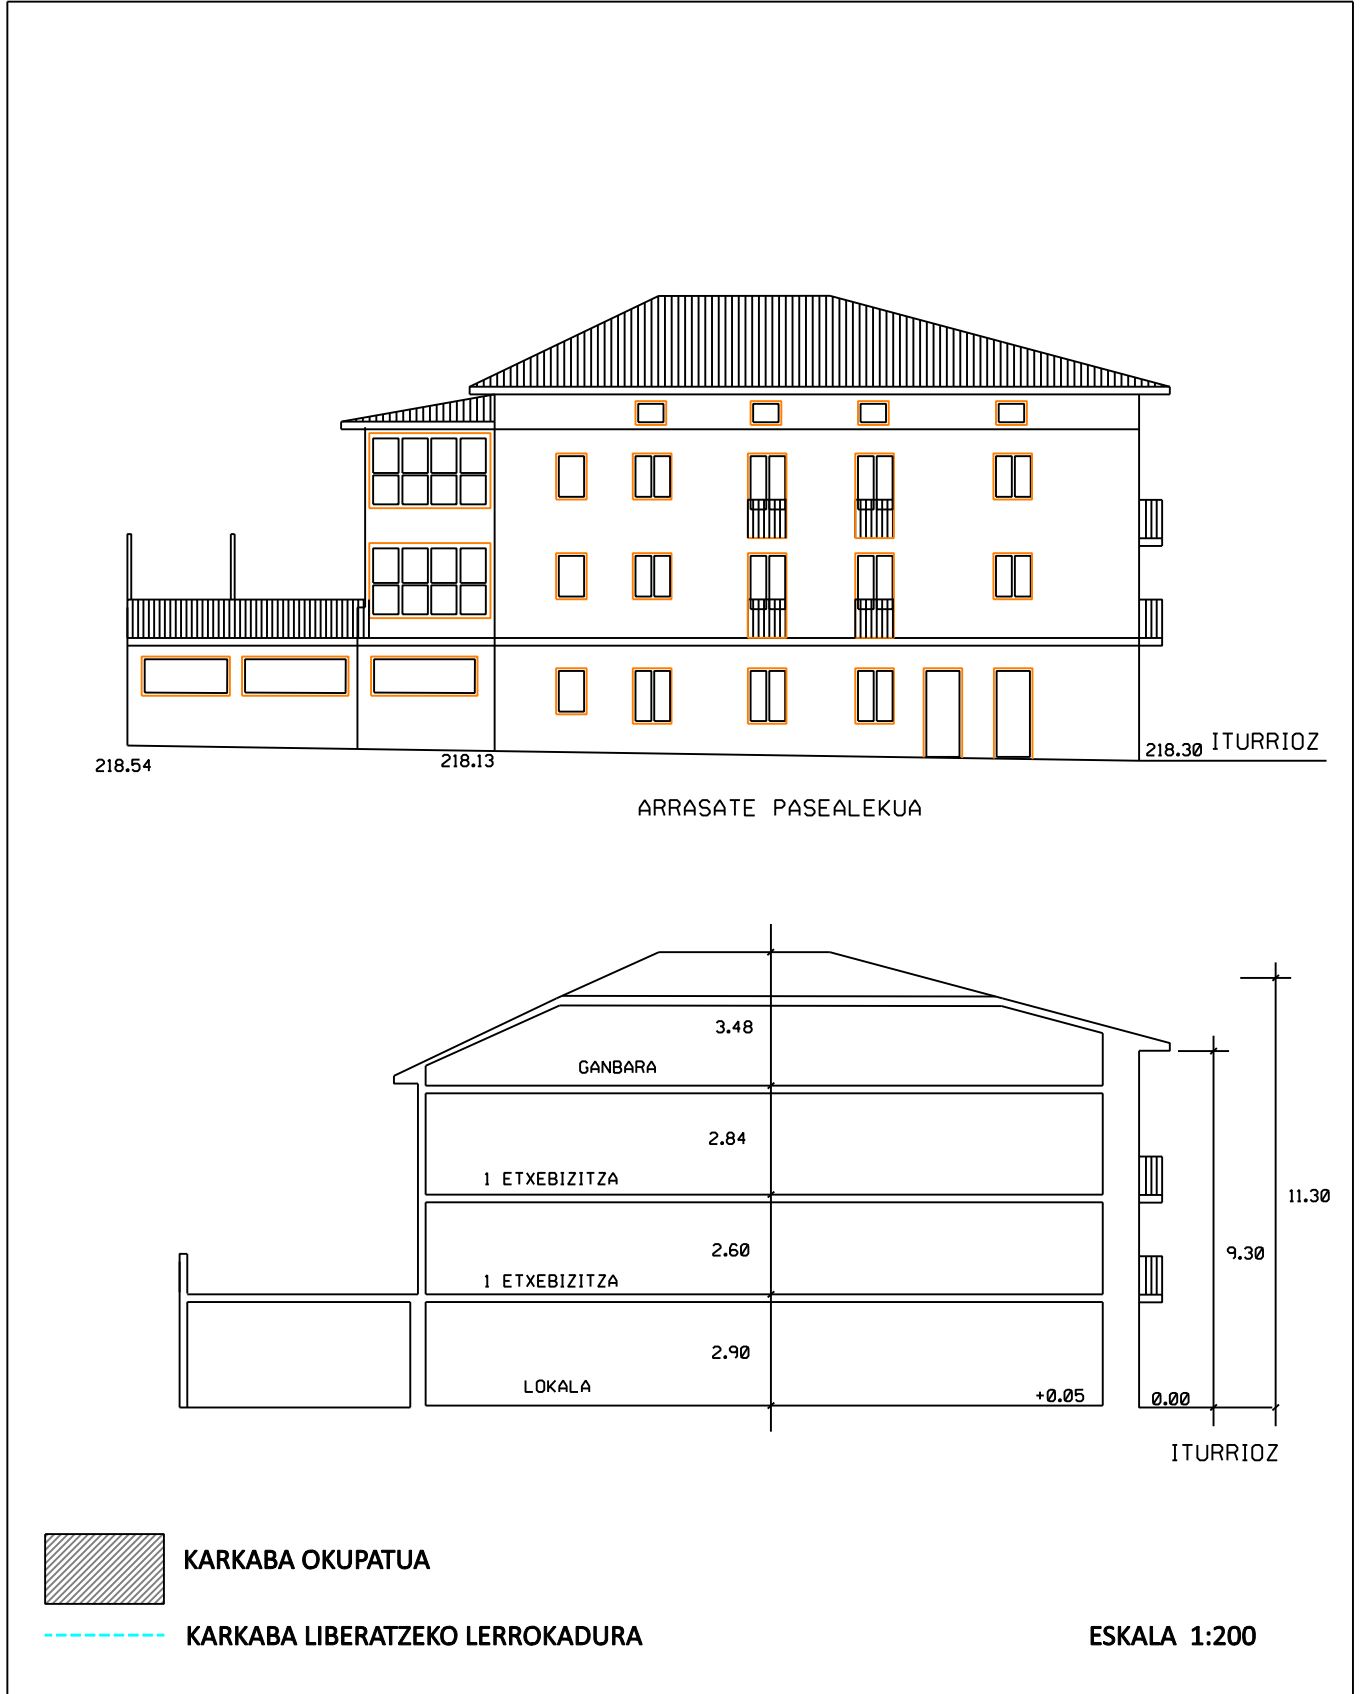 218.54
218.13
218.30 ITURRIOZ
ARRASATE PASEALEKUA
3.48
GANBARA
2.84
1 ETXEBIZITZA
11.30
2.60
9.30
1 ETXEBIZITZA
2.90
LOKALA
+0.05
0.00
ITURRIOZ
KARKABA OKUPATUA
KARKABA LIBERATZEKO LERROKADURA
ESKALA 1:200